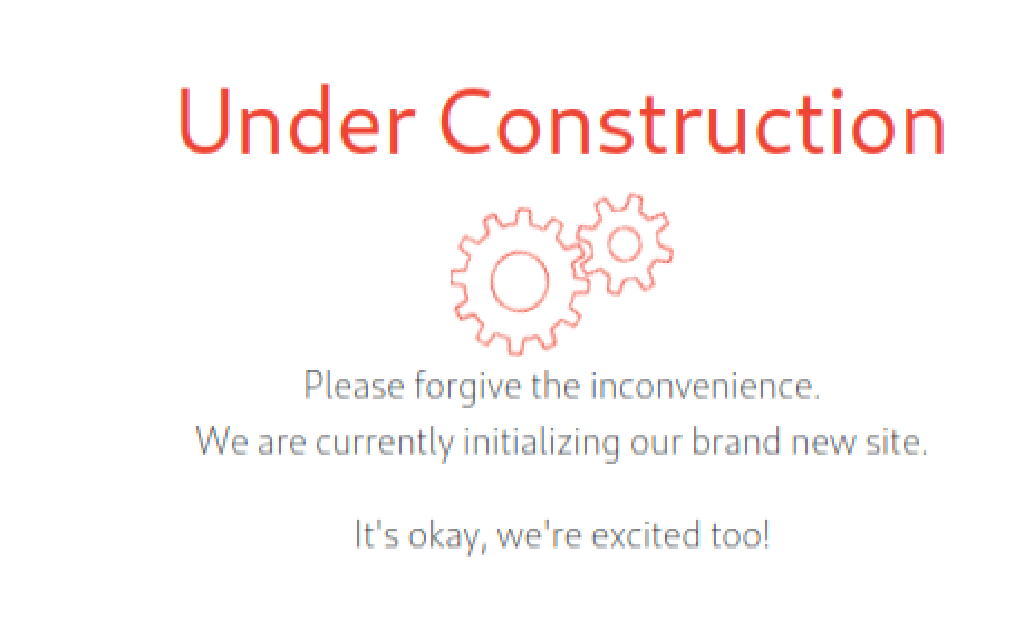 Under Construction
Please forgive the inconvenience.
We are currently initializing our brand new site.
It's okay, we're excited too!